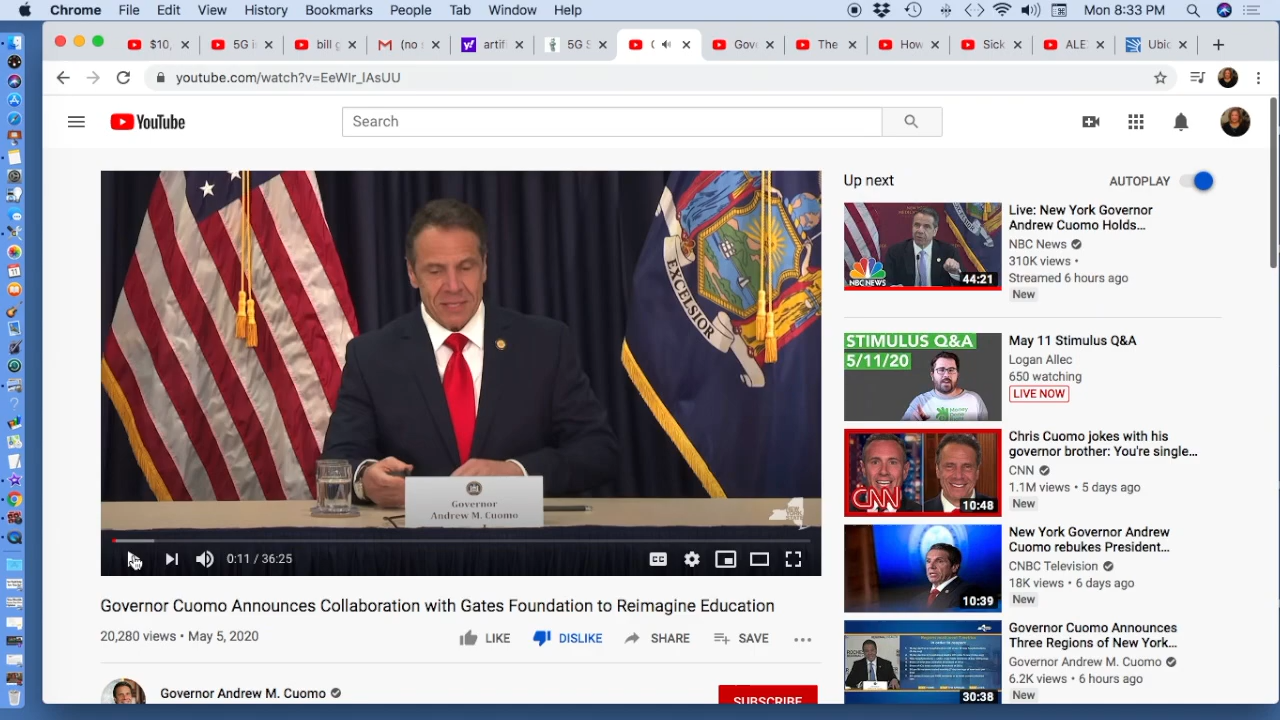 Chrome File Edit View History Bookmarks People Tab Window Help Mon 8:33 PM
$10, 5G i bill g (no artif 5G S Gov The How Sick ALE Ubiq
youtube.com/watch?v=EeWlr_lAsUU
YouTube
Search
EXCELSIOR
Governor
Andrew M. Cuomo
0:11 / 36:25
CC
Governor Cuomo Announces Collaboration with Gates Foundation to Reimagine Education
20,280 views • May 5, 2020
LIKE DISLIKE SHARE SAVE
Governor Andrew M. Cuomo
SUBSCRIBE
Up next
AUTOPLAY
NBC NEWS
44:21
Live: New York Governor
Andrew Cuomo Holds...
NBC News
310K views •
Streamed 6 hours ago
New
STIMULUS Q&A
5/11/20
May 11 Stimulus Q&A
Logan Allec
650 watching
LIVE NOW
CNN
10:48
Chris Cuomo jokes with his
governor brother: You're single...
CNN
1.1M views • 5 days ago
New
10:39
New York Governor Andrew
Cuomo rebukes President...
CNBC Television
18K views • 6 days ago
New
30:38
Governor Cuomo Announces
Three Regions of New York...
Governor Andrew M. Cuomo
6.2K views • 6 hours ago
New